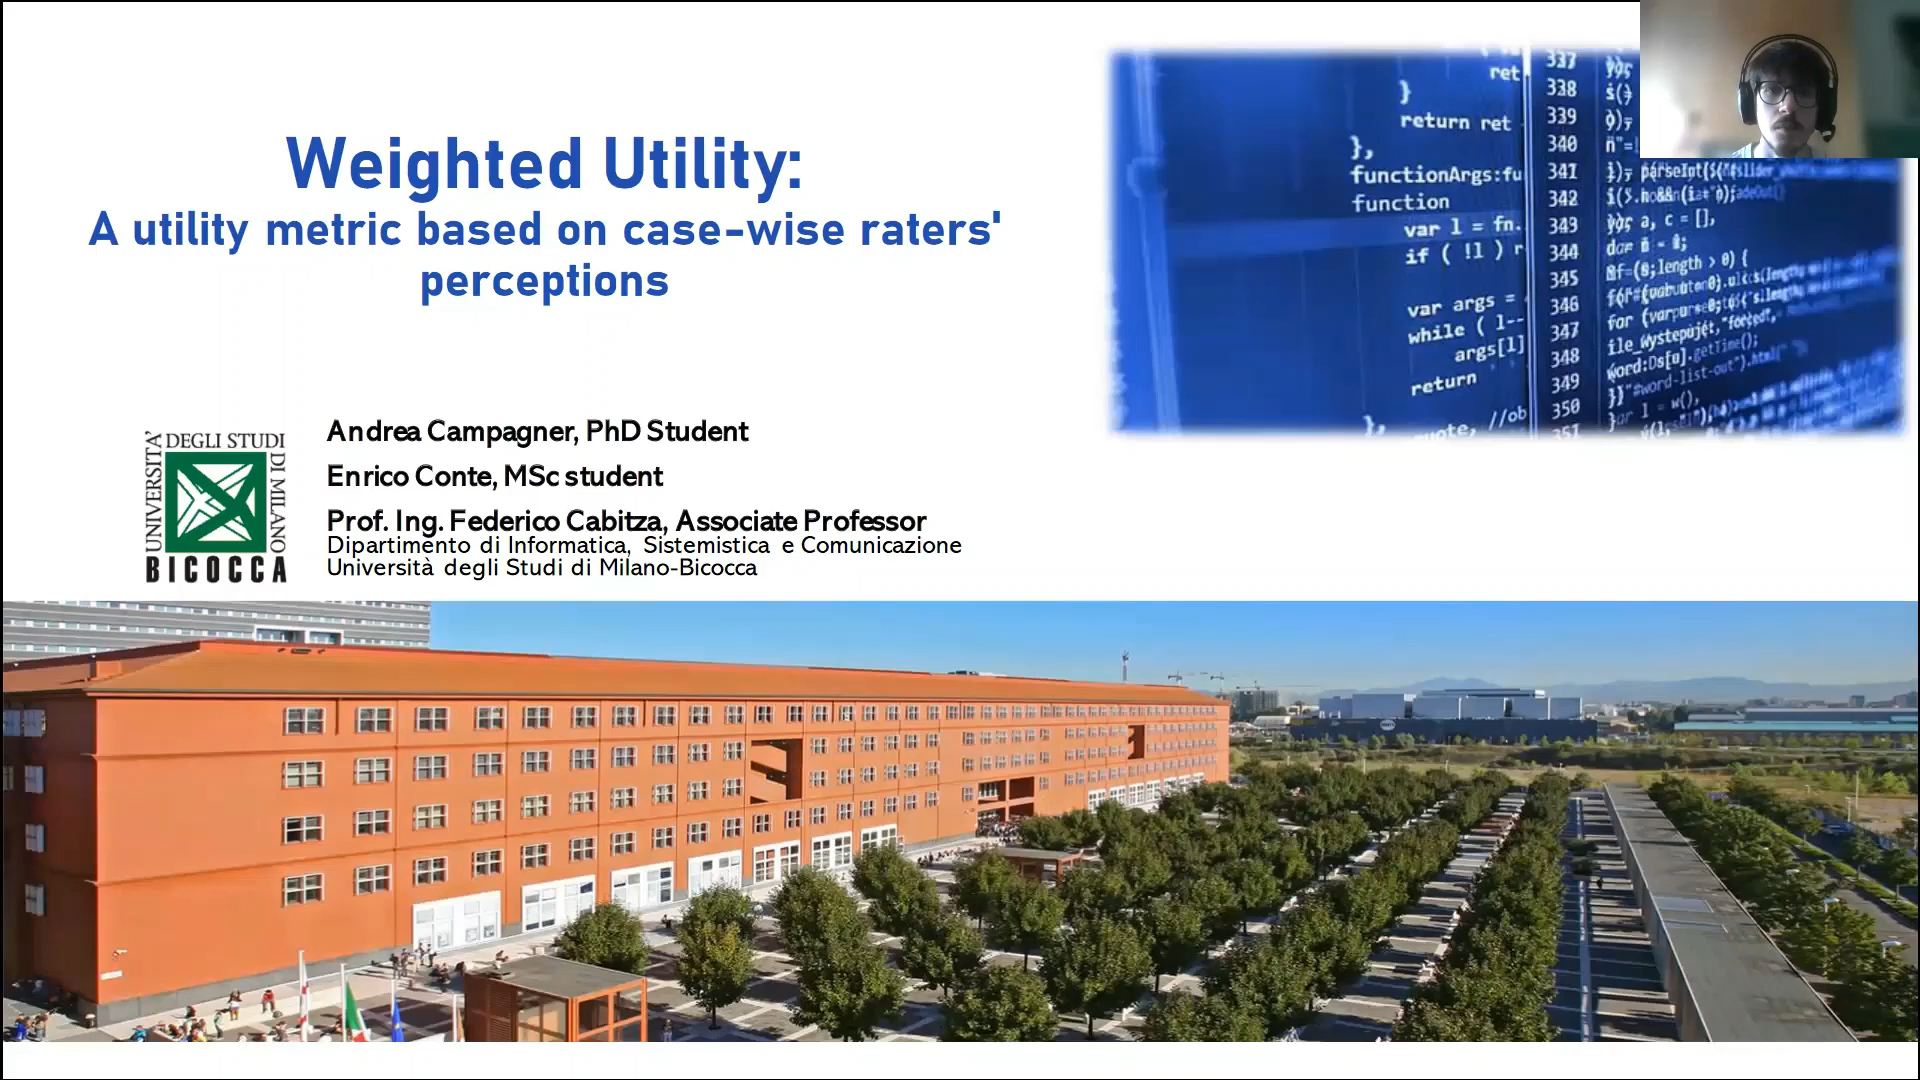 Weighted Utility:
A utility metric based on case-wise raters'
perceptions
Andrea Campagner, PhD Student
Enrico Conte, MSc student
Prof. Ing. Federico Cabitza, Associate Professor
Dipartimento di Informatica, Sistemistica e Comunicazione
Università degli Studi di Milano-Bicocca
UNIVERSITA'
DEGLI STUDI
DI MILANO
BICOCCA
ret
}
return ret
},
functionArgs:fu
function
var l = fn.
if ( !l ) r
var args =
while ( l--
args[l]
return
},
//ob
337
338
339
340
341
342
343
344
345
346
347
348
349
350
351